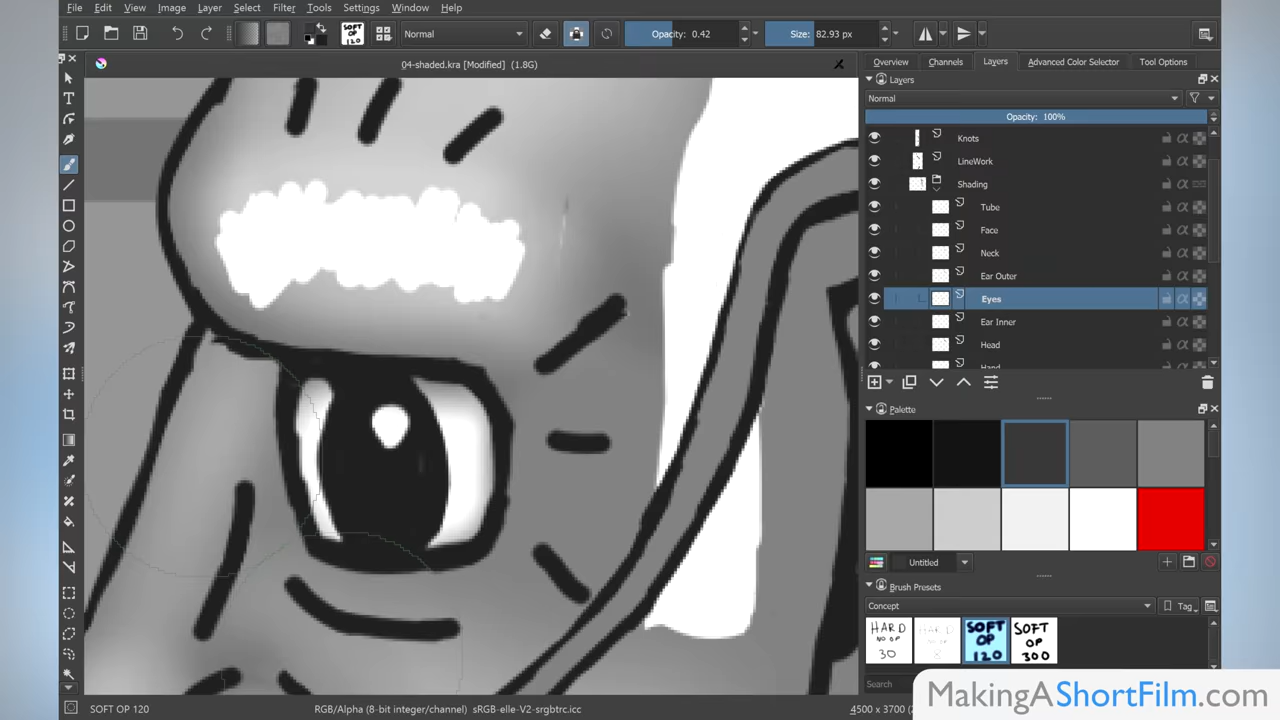 File Edit View Image Layer Select Filter Tools Settings Window Help
SOFT OP 120 Normal Opacity: 0.42 Size: 82.93 px
04-shaded.kra [Modified] (1.8G)
Overview Channels Layers Advanced Color Selector Tool Options
Layers
Normal
Opacity: 100%
Knots
LineWork
Shading
Tube
Face
Neck
Ear Outer
Eyes
Ear Inner
Head
Hand
Palette
Untitled
Brush Presets
Concept Tag
HARD NO OP 30
HARD 8
SOFT OP 120
SOFT OP 300
Search
SOFT OP 120 RGB/Alpha (8-bit integer/channel) sRGB-elle-V2-srgbtrc.icc 4500 x 3700 (2
MakingAShortFilm.com